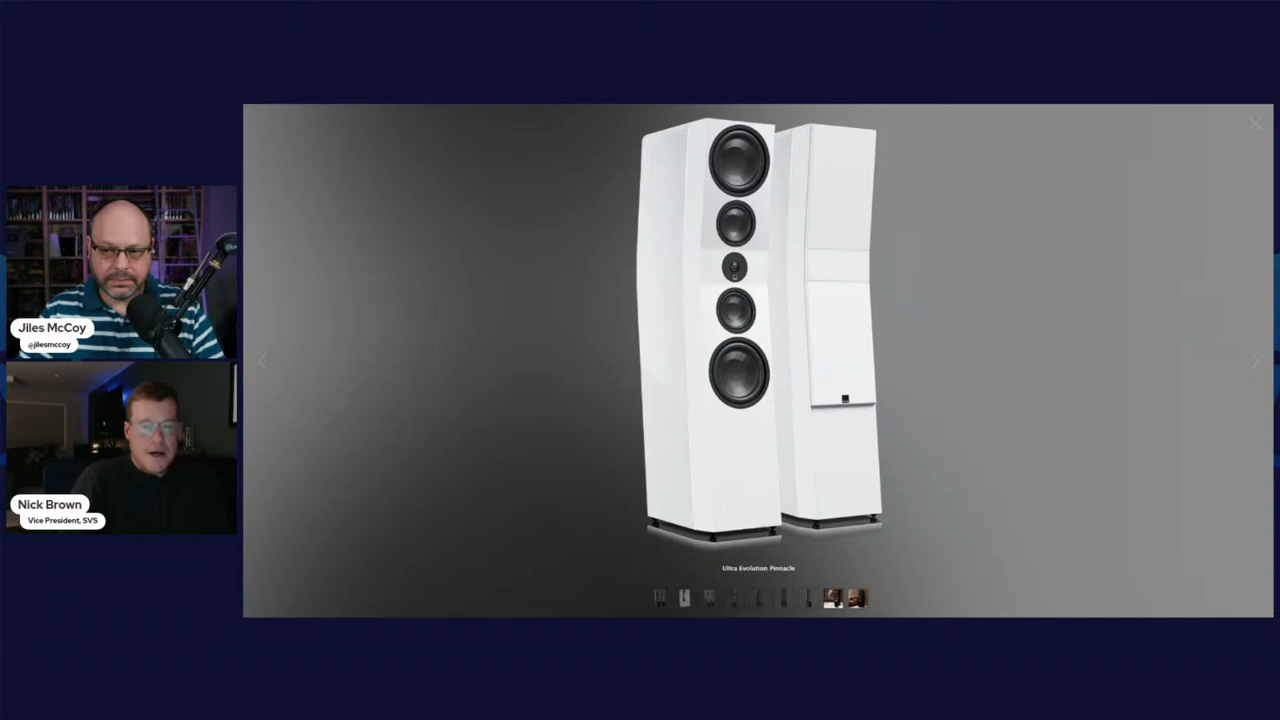 Jiles McCoy
@jilesmccoy
Nick Brown
Vice President, SVS
Ultra Evolution Pinnacle